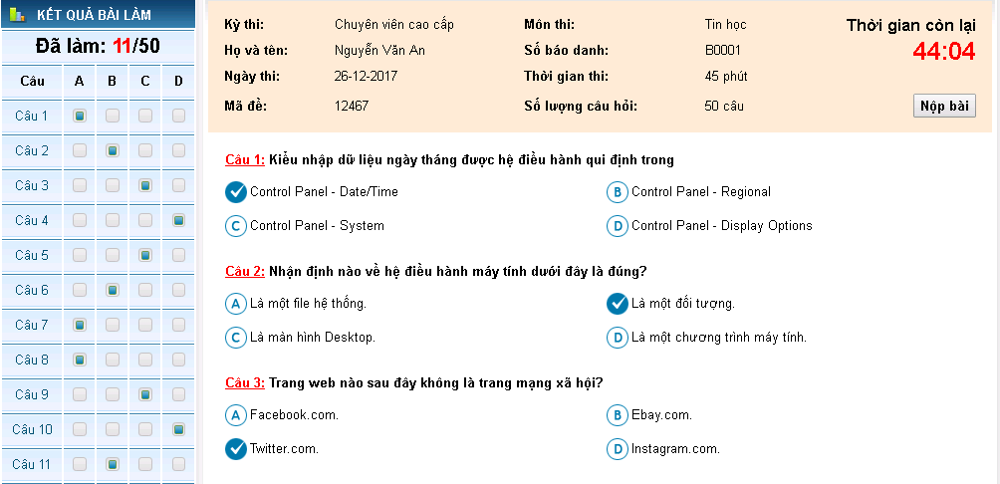 KẾT QUẢ BÀI LÀM
Đã làm: 11/50
Câu A B C D
Câu 1
Câu 2
Câu 3
Câu 4
Câu 5
Câu 6
Câu 7
Câu 8
Câu 9
Câu 10
Câu 11
Kỳ thi: Chuyên viên cao cấp Môn thi: Tin học Thời gian còn lại
Họ và tên: Nguyễn Văn An Số báo danh: B0001 44:04
Ngày thi: 26-12-2017 Thời gian thi: 45 phút
Mã đề: 12467 Số lượng câu hỏi: 50 câu Nộp bài
Câu 1: Kiểu nhập dữ liệu ngày tháng được hệ điều hành qui định trong
Control Panel - Date/Time B Control Panel - Regional
C Control Panel - System D Control Panel - Display Options
Câu 2: Nhận định nào về hệ điều hành máy tính dưới đây là đúng?
A Là một file hệ thống. Là một đối tượng.
C Là màn hình Desktop. D Là một chương trình máy tính.
Câu 3: Trang web nào sau đây không là trang mạng xã hội?
A Facebook.com. B Ebay.com.
Twitter.com. D Instagram.com.